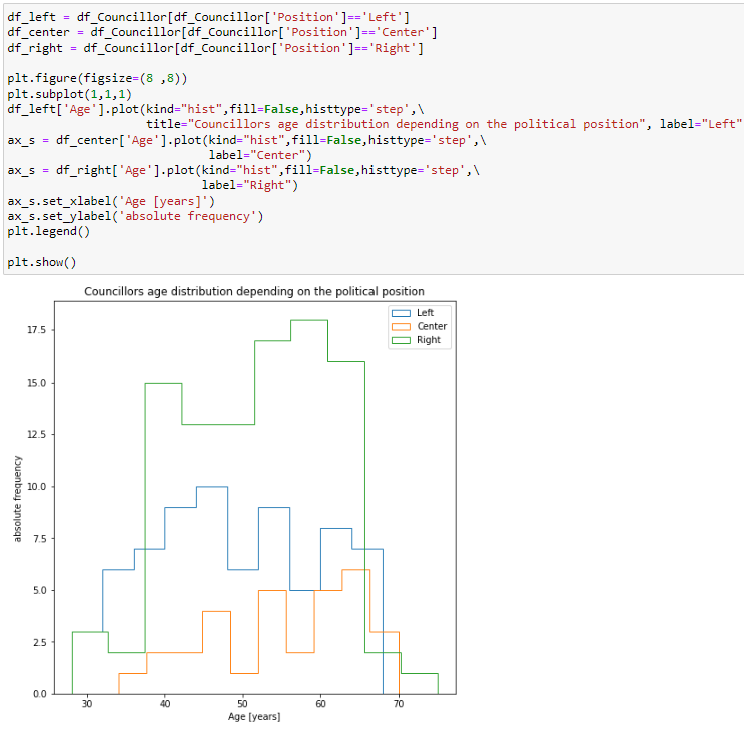 df_left = df_Councillor[df_Councillor['Position']=='Left']
df_center = df_Councillor[df_Councillor['Position']=='Center']
df_right = df_Councillor[df_Councillor['Position']=='Right']
plt.figure(figsize=(8 ,8))
plt.subplot(1,1,1)
df_left['Age'].plot(kind="hist",fill=False,histtype='step',\
title="Councillors age distribution depending on the political position", label="Left"
ax_s = df_center['Age'].plot(kind="hist",fill=False,histtype='step',\
label="Center")
ax_s = df_right['Age'].plot(kind="hist",fill=False,histtype='step',\
label="Right")
ax_s.set_xlabel('Age [years]')
ax_s.set_ylabel('absolute frequency')
plt.legend()
plt.show()
Councillors age distribution depending on the political position
Left
Center
Right
17.5
15.0
12.5
10.0
7.5
5.0
2.5
0.0
absolute frequency
30 40 50 60 70
Age [years]